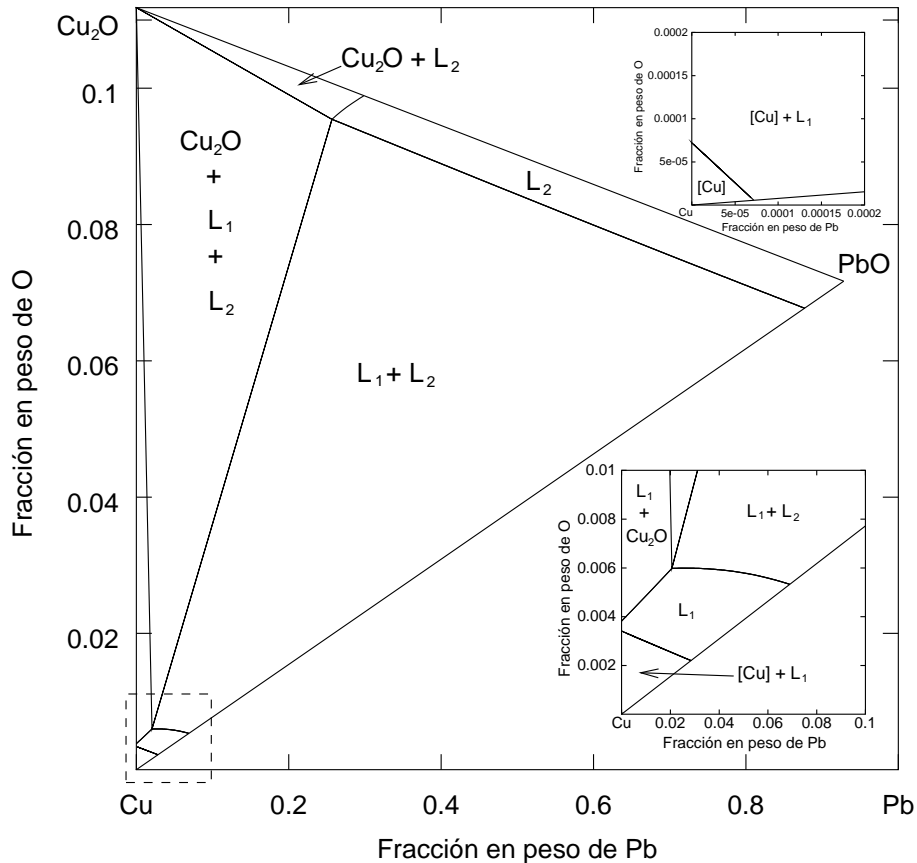 Cu₂O
Cu₂O + L₂
0.1
Cu₂O
+
L₁
+
L₂
L₂
PbO
0.08
0.06
L₁ + L₂
0.04
0.02
Fracción en peso de O
Cu
0.2
0.4
0.6
0.8
Pb
Fracción en peso de Pb
0.0002
0.00015
0.0001
5e-05
Fracción en peso de O
[Cu] + L₁
[Cu]
Cu
5e-05
0.0001
0.00015
0.0002
Fracción en peso de Pb
0.01
0.008
0.006
0.004
0.002
Fracción en peso de O
L₁
+
Cu₂O
L₁ + L₂
L₁
[Cu] + L₁
Cu
0.02
0.04
0.06
0.08
0.1
Fracción en peso de Pb